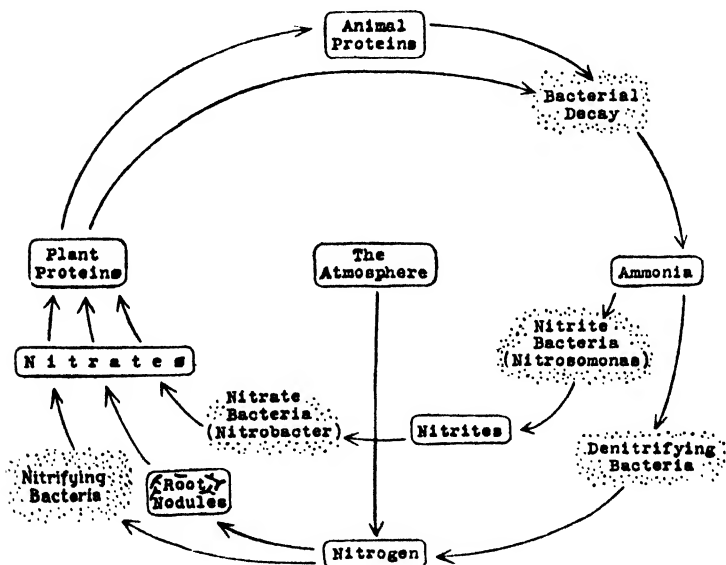 Animal
Proteins
Bacterial
Decay
Plant
Proteins
The
Atmosphere
Ammonia
Nitrite
Bacteria
(Nitrosomonas)
Nitrates
Nitrate
Bacteria
(Nitrobacter)
Nitrites
Denitrifying
Bacteria
Nitrifying
Bacteria
Root
Nodules
Nitrogen